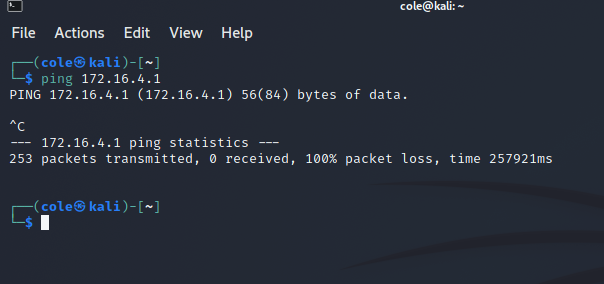 cole@kali: ~
File Actions Edit View Help
┌──(cole㉿kali)-[~]
└─$ ping 172.16.4.1
PING 172.16.4.1 (172.16.4.1) 56(84) bytes of data.
^C
--- 172.16.4.1 ping statistics ---
253 packets transmitted, 0 received, 100% packet loss, time 257921ms
┌──(cole㉿kali)-[~]
└─$